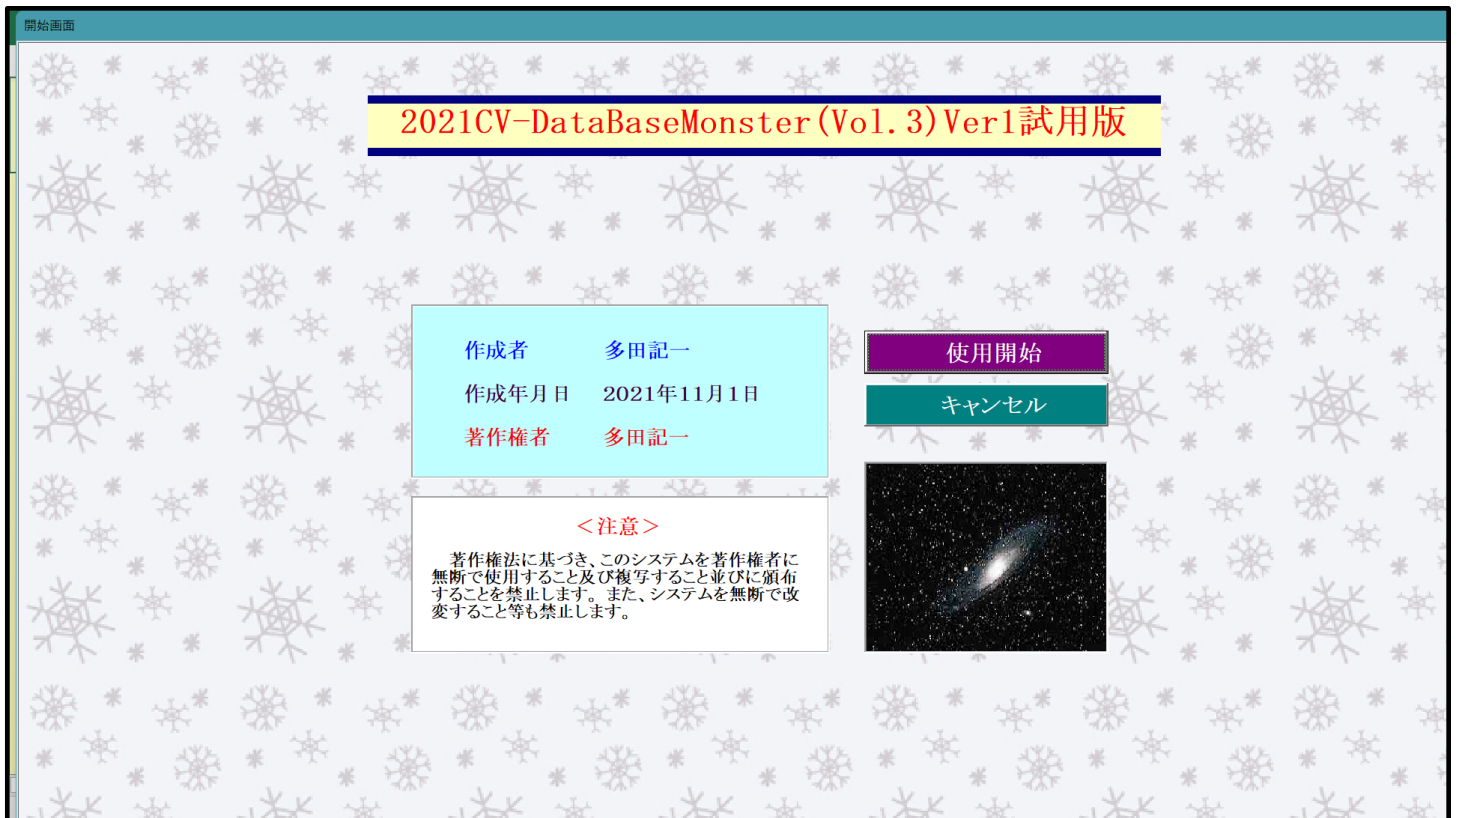 開始画面
2021CV-DataBaseMonster(Vol.3)Ver1試用版
作成者 多田記一
作成年月日 2021年11月1日
著作権者 多田記一
使用開始
キャンセル
＜注意＞
著作権法に基づき、このシステムを著作権者に
無断で使用すること及び複写すること並びに頒布
することを禁止します。また、システムを無断で改
変すること等も禁止します。